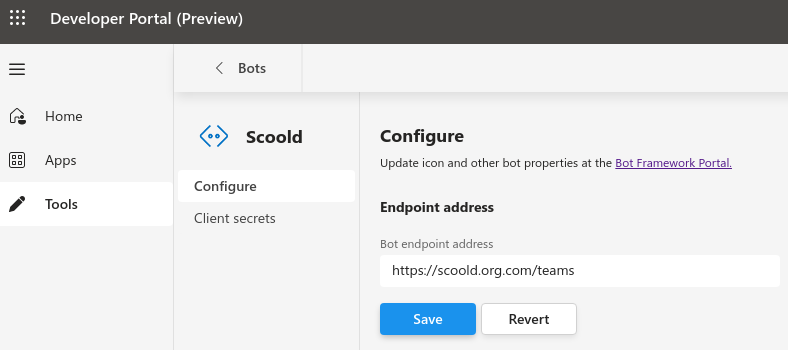 Developer Portal (Preview)
Bots
Home
Apps
Tools
Scoold
Configure
Client secrets
Configure
Update icon and other bot properties at the Bot Framework Portal.
Endpoint address
Bot endpoint address
https://scoold.org.com/teams
Save Revert